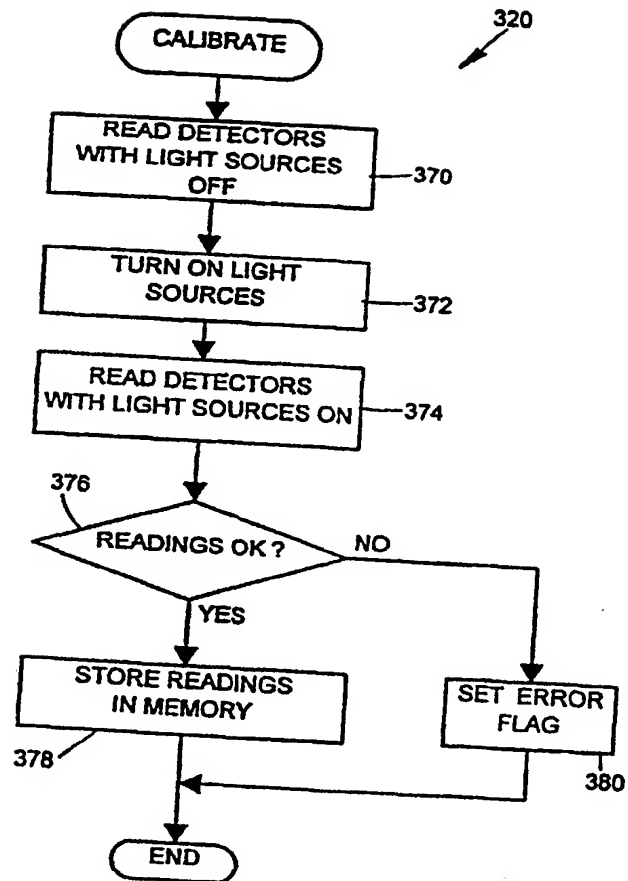 CALIBRATE
320
READ DETECTORS
WITH LIGHT SOURCES
OFF
370
TURN ON LIGHT
SOURCES
372
READ DETECTORS
WITH LIGHT SOURCES ON
374
376
READINGS OK ?
NO
YES
STORE READINGS
IN MEMORY
378
SET ERROR
FLAG
380
END